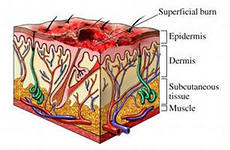 Superficial burn
Epidermis
Dermis
Subcutaneous
tissue
Muscle